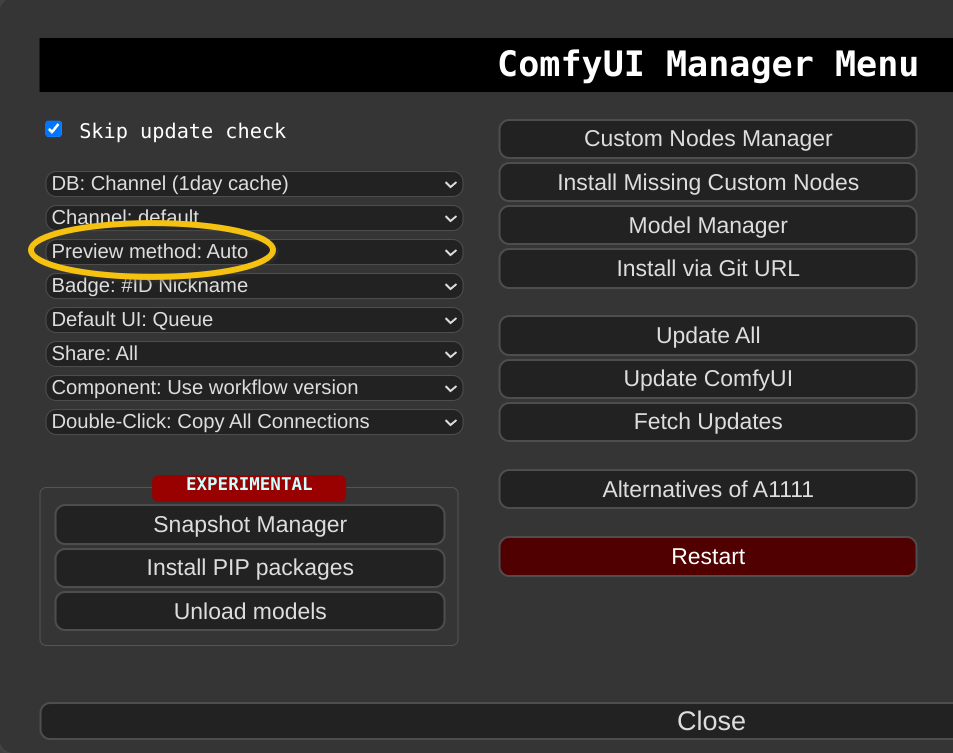 ComfyUI Manager Menu
Skip update check
DB: Channel (1day cache)
Channel: default
Preview method: Auto
Badge: #ID Nickname
Default UI: Queue
Share: All
Component: Use workflow version
Double-Click: Copy All Connections
EXPERIMENTAL
Snapshot Manager
Install PIP packages
Unload models
Custom Nodes Manager
Install Missing Custom Nodes
Model Manager
Install via Git URL
Update All
Update ComfyUI
Fetch Updates
Alternatives of A1111
Restart
Close